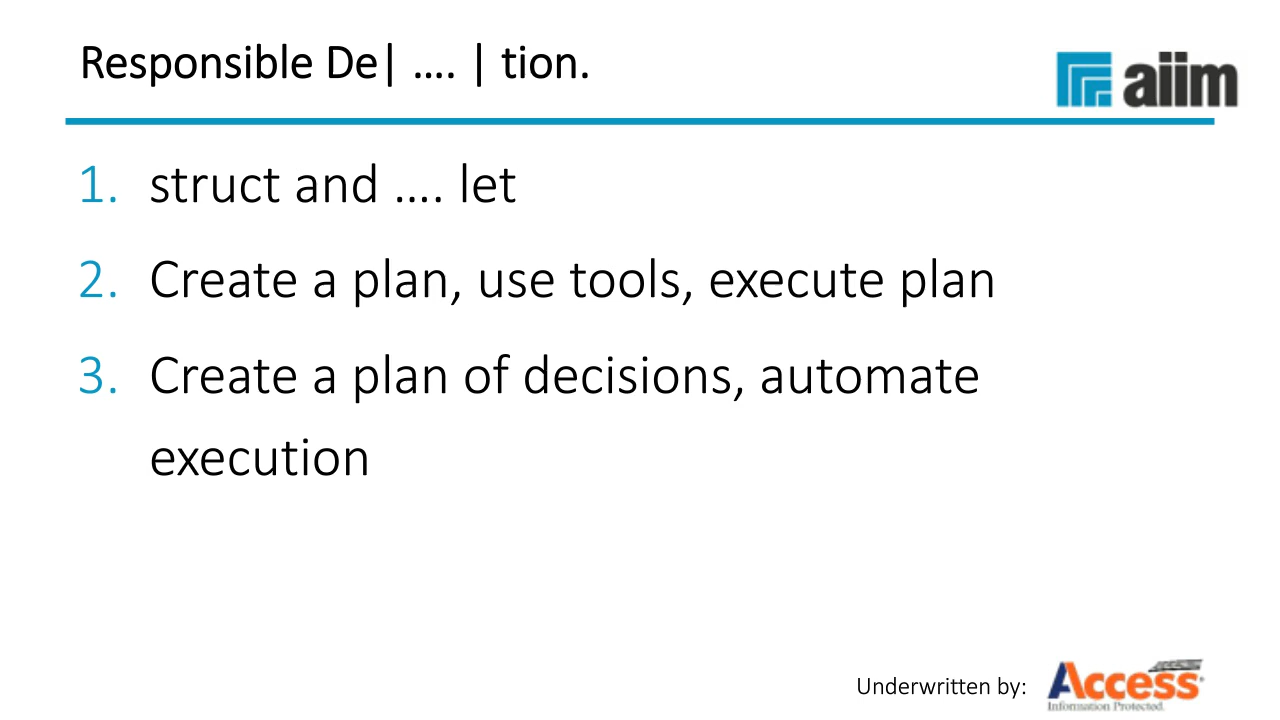 Responsible De| .... | tion.
aiim
1. struct and .... let
2. Create a plan, use tools, execute plan
3. Create a plan of decisions, automate
execution
Underwritten by:
Access
Information Protected.